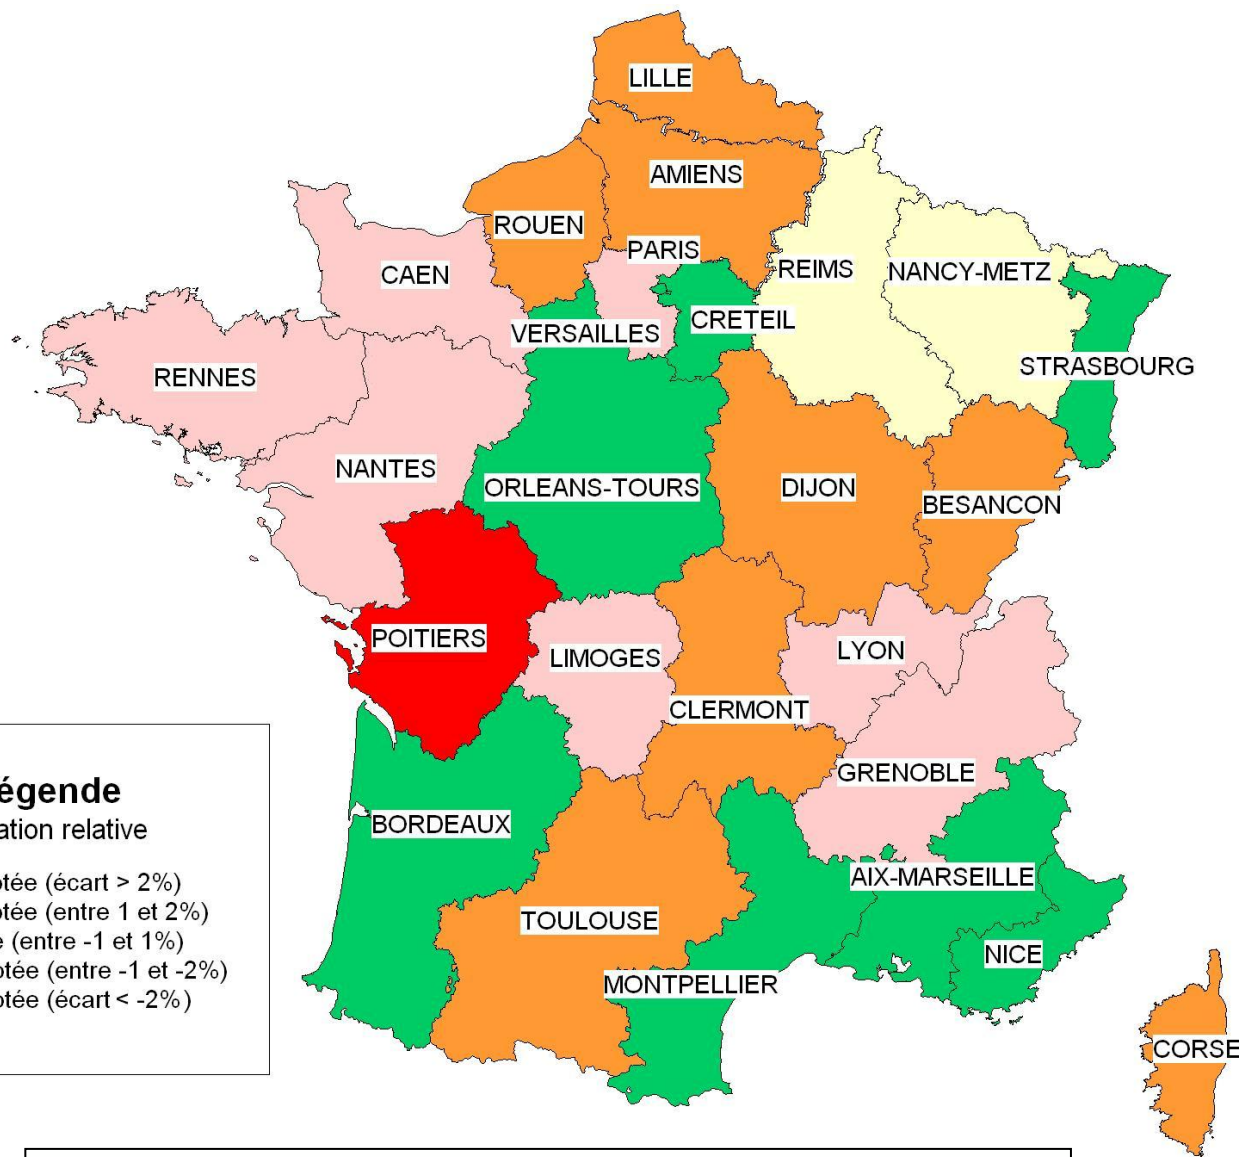 LILLE
AMIENS
ROUEN
PARIS
CAEN
REIMS
NANCY-METZ
VERSAILLES
CRETEIL
STRASBOURG
RENNES
NANTES
ORLEANS-TOURS
DIJON
BESANCON
POITIERS
LIMOGES
LYON
CLERMONT
GRENOBLE
BORDEAUX
AIX-MARSEILLE
TOULOUSE
NICE
MONTPELLIER
CORSE
égende
ation relative
otée (écart > 2%)
otée (entre 1 et 2%)
e (entre -1 et 1%)
otée (entre -1 et -2%)
otée (écart < -2%)